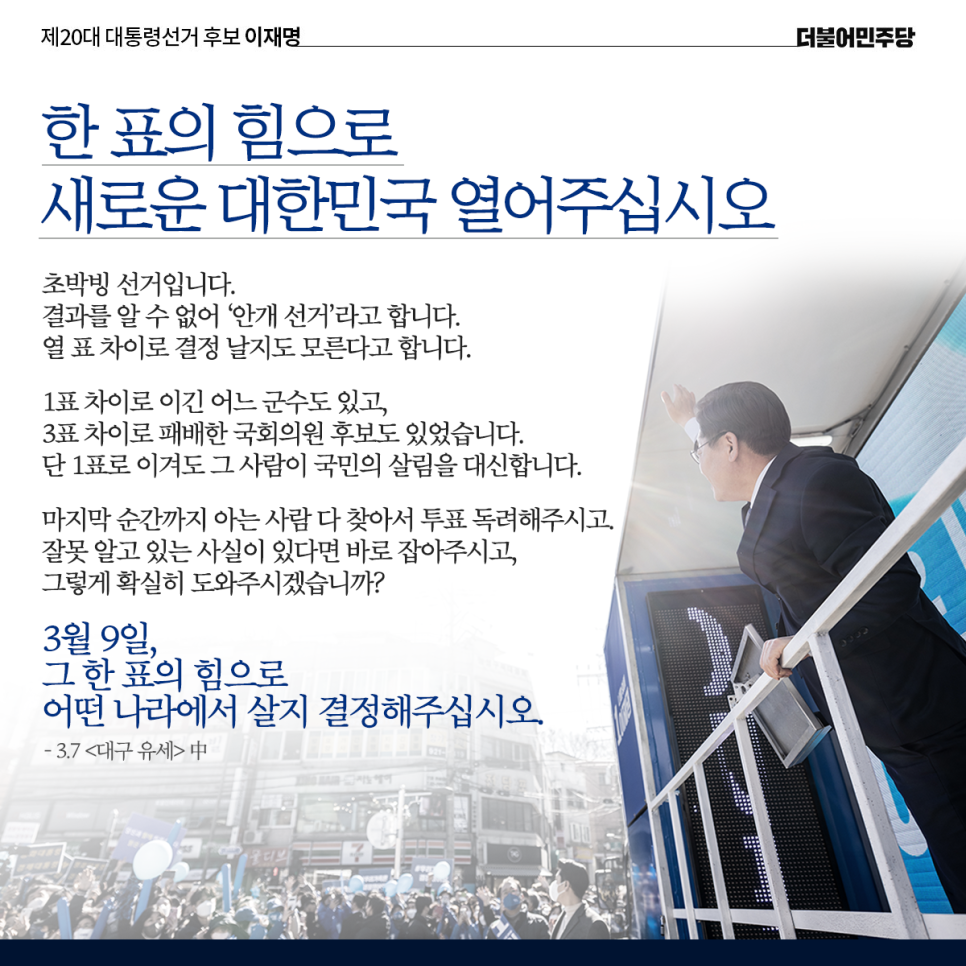 제20대 대통령선거 후보 이재명
더불어민주당
한 표의 힘으로
새로운 대한민국 열어주십시오
초박빙 선거입니다.
결과를 알 수 없어 ‘안개 선거’라고 합니다.
열 표 차이로 결정 날지도 모른다고 합니다.
1표 차이로 이긴 어느 군수도 있고,
3표 차이로 패배한 국회의원 후보도 있었습니다.
단 1표로 이겨도 그 사람이 국민의 살림을 대신합니다.
마지막 순간까지 아는 사람 다 찾아서 투표 독려해주시고.
잘못 알고 있는 사실이 있다면 바로 잡아주시고,
그렇게 확실히 도와주시겠습니까?
3월 9일,
그 한 표의 힘으로
어떤 나라에서 살지 결정해주십시오.
- 3.7 <대구 유세> 中